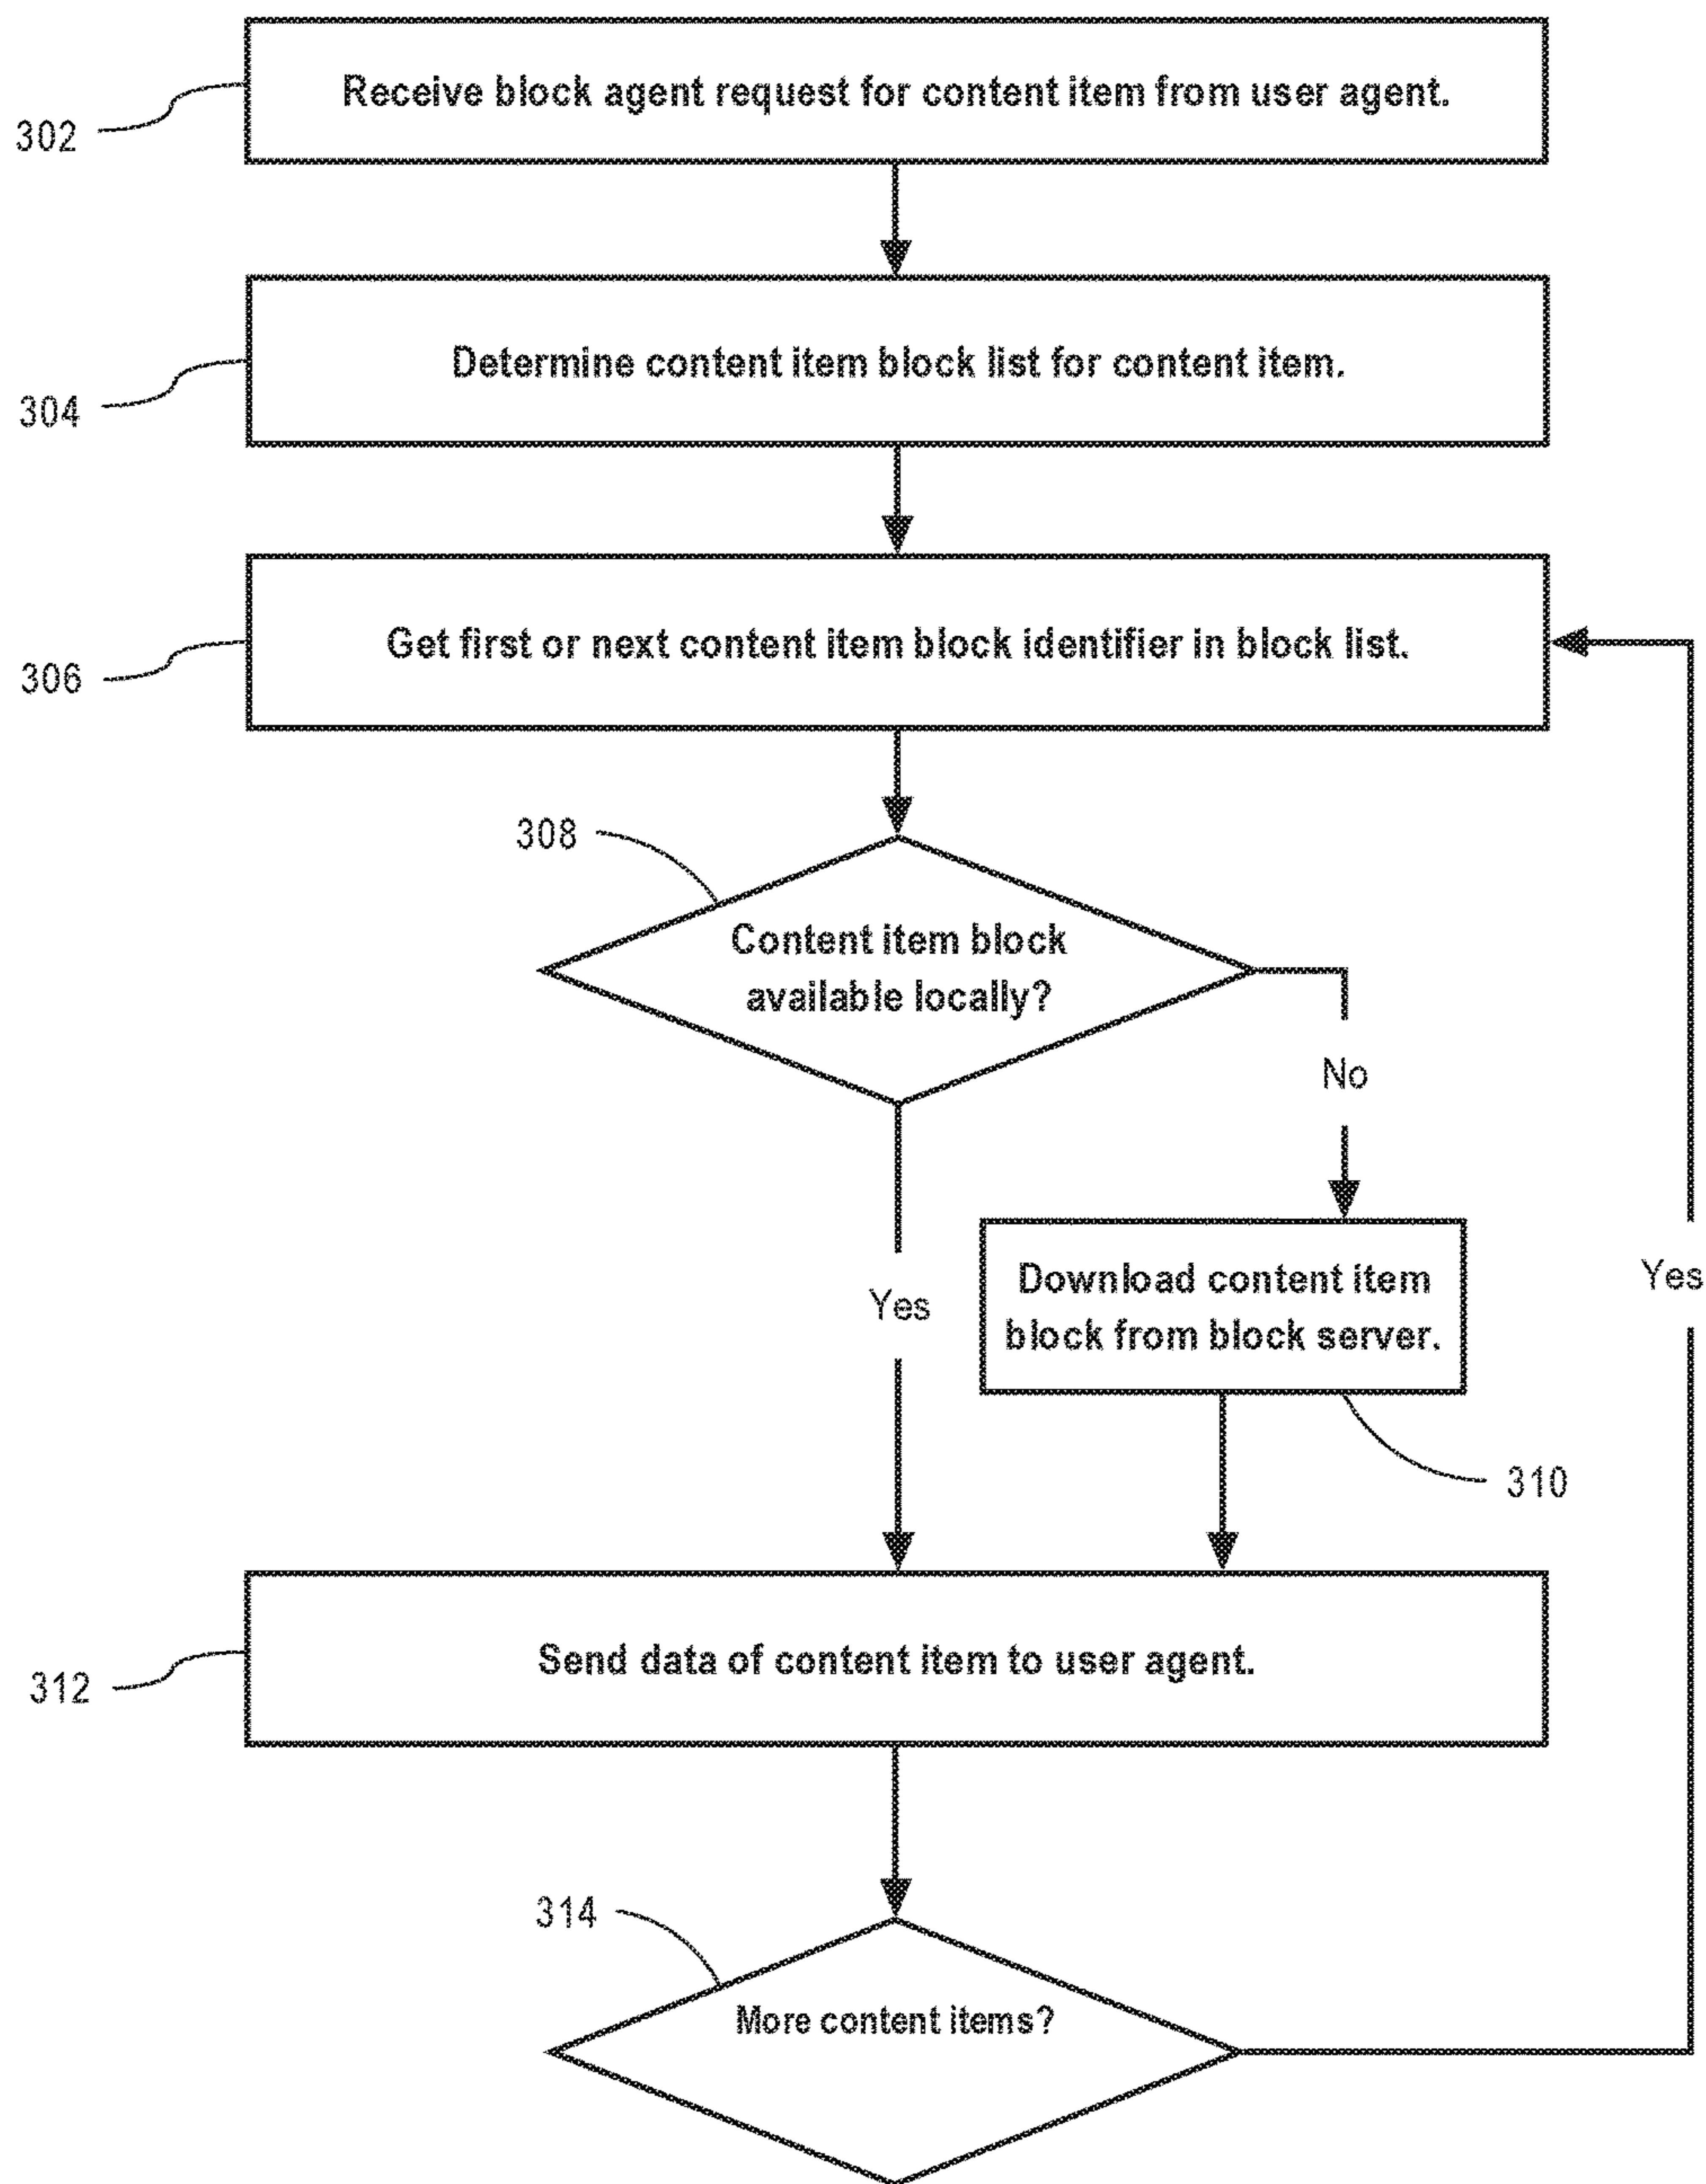 Receive block agent request for content item from user agent.
302
Determine content item block list for content item.
304
Get first or next content item block identifier in block list.
306
308
Content item block
available locally?
No
Download content item
block from block server.
Yes
Yes
310
Send data of content item to user agent.
312
314
More content items?